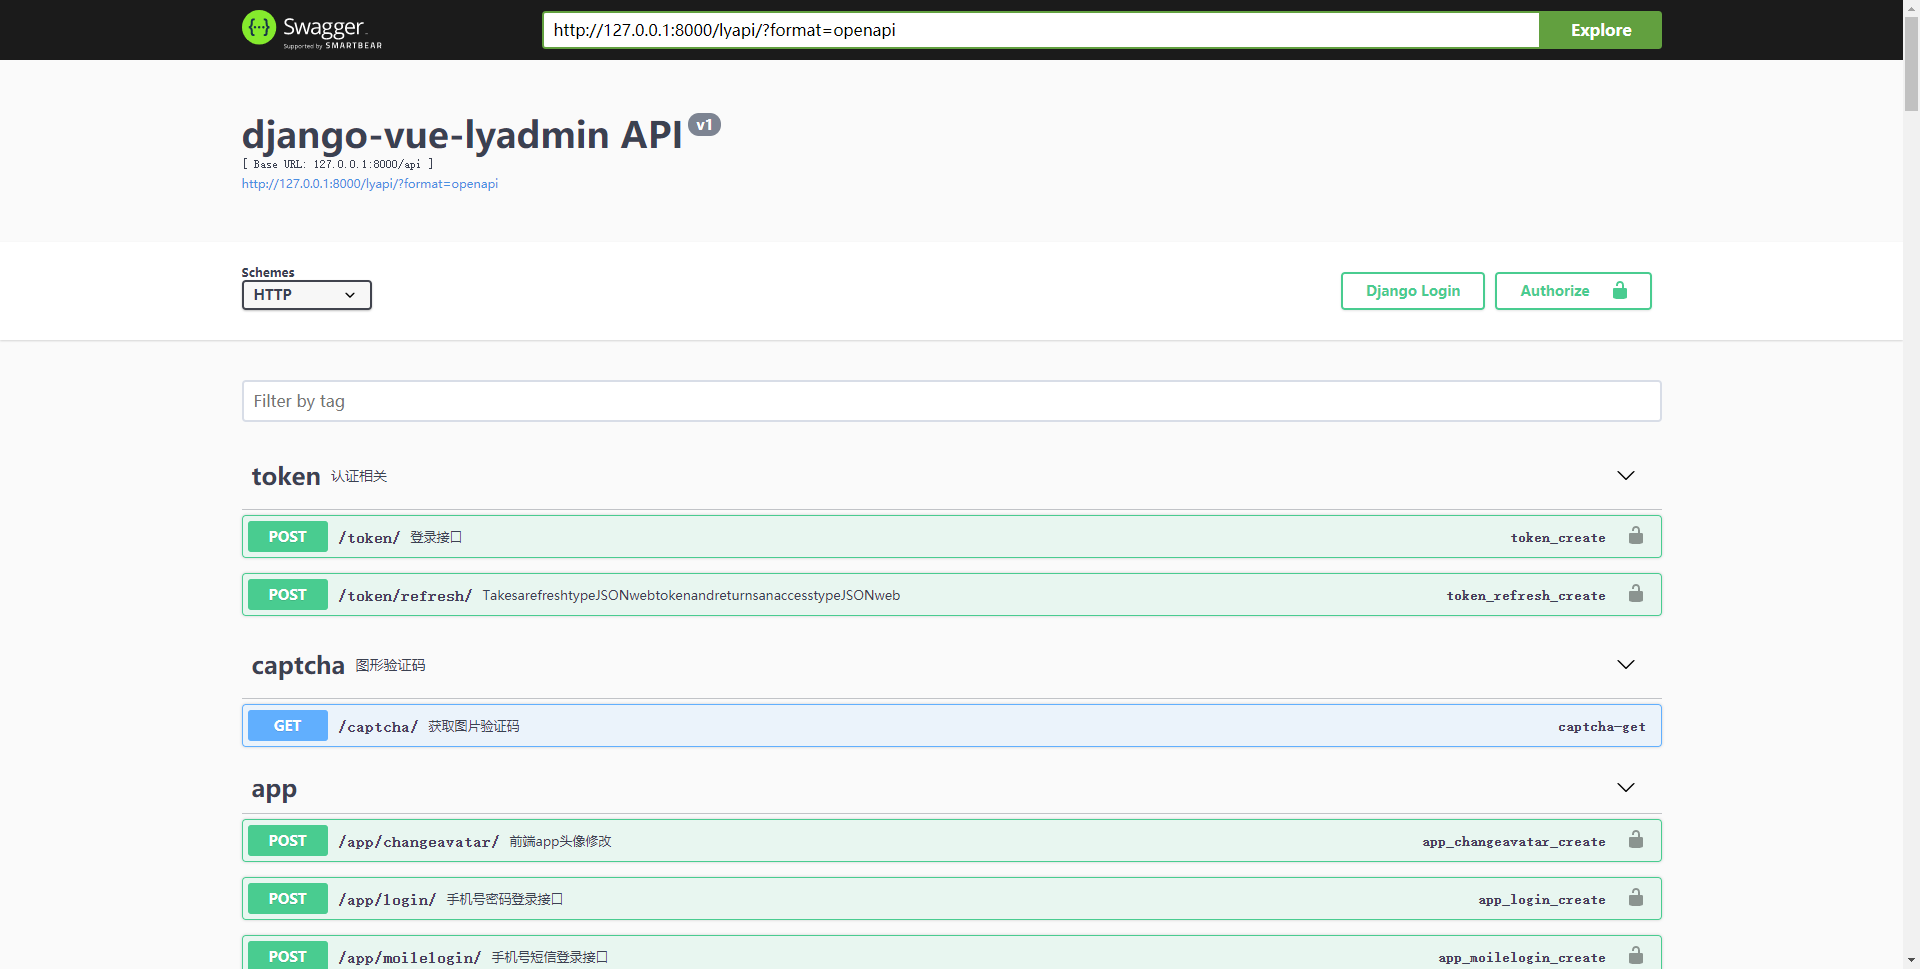 Swagger
Supported by SMARTBEAR
http://127.0.0.1:8000/lyapi/?format=openapi
Explore
django-vue-lyadmin API v1
[ Base URL: 127.0.0.1:8000/api ]
http://127.0.0.1:8000/lyapi/?format=openapi
Schemes
HTTP
Django Login
Authorize
Filter by tag
token 认证相关
POST /token/ 登录接口 token_create
POST /token/refresh/ TakesarefreshtypeJSONwebtokenandreturnsanaccesstypeJSONweb token_refresh_create
captcha 图形验证码
GET /captcha/ 获取图片验证码 captcha-get
app
POST /app/changeavatar/ 前端app头像修改 app_changeavatar_create
POST /app/login/ 手机号密码登录接口 app_login_create
POST /app/moilelogin/ 手机号短信登录接口 app_moilelogin_create